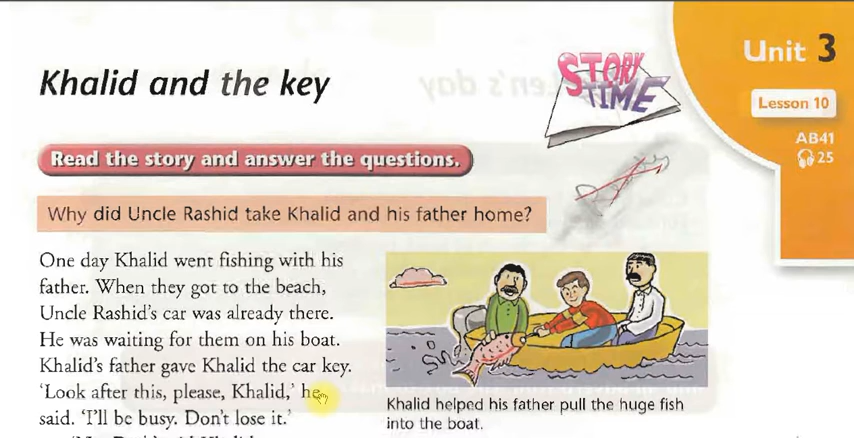 Unit 3
Lesson 10
AB41
25
STORY
TIME
Khalid and the key
Read the story and answer the questions.
Why did Uncle Rashid take Khalid and his father home?
One day Khalid went fishing with his
father. When they got to the beach,
Uncle Rashid's car was already there.
He was waiting for them on his boat.
Khalid's father gave Khalid the car key.
'Look after this, please, Khalid,' he
said. 'I'll be busy. Don't lose it.'
Khalid helped his father pull the huge fish
into the boat.